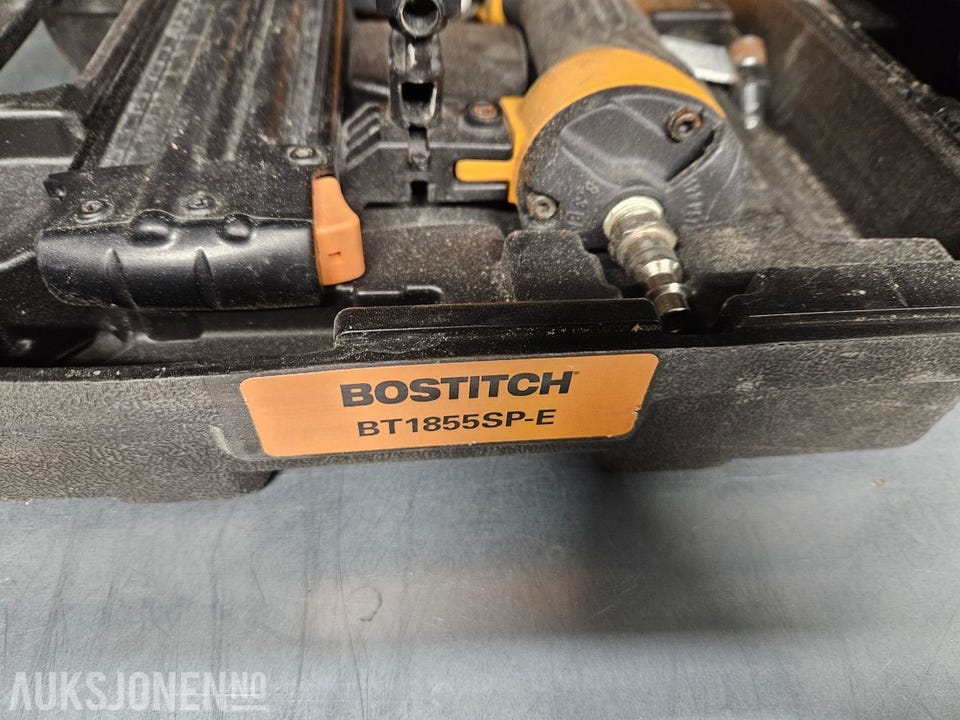 BOSTITCH
BT1855SP-E
AUKSJONEN.NO